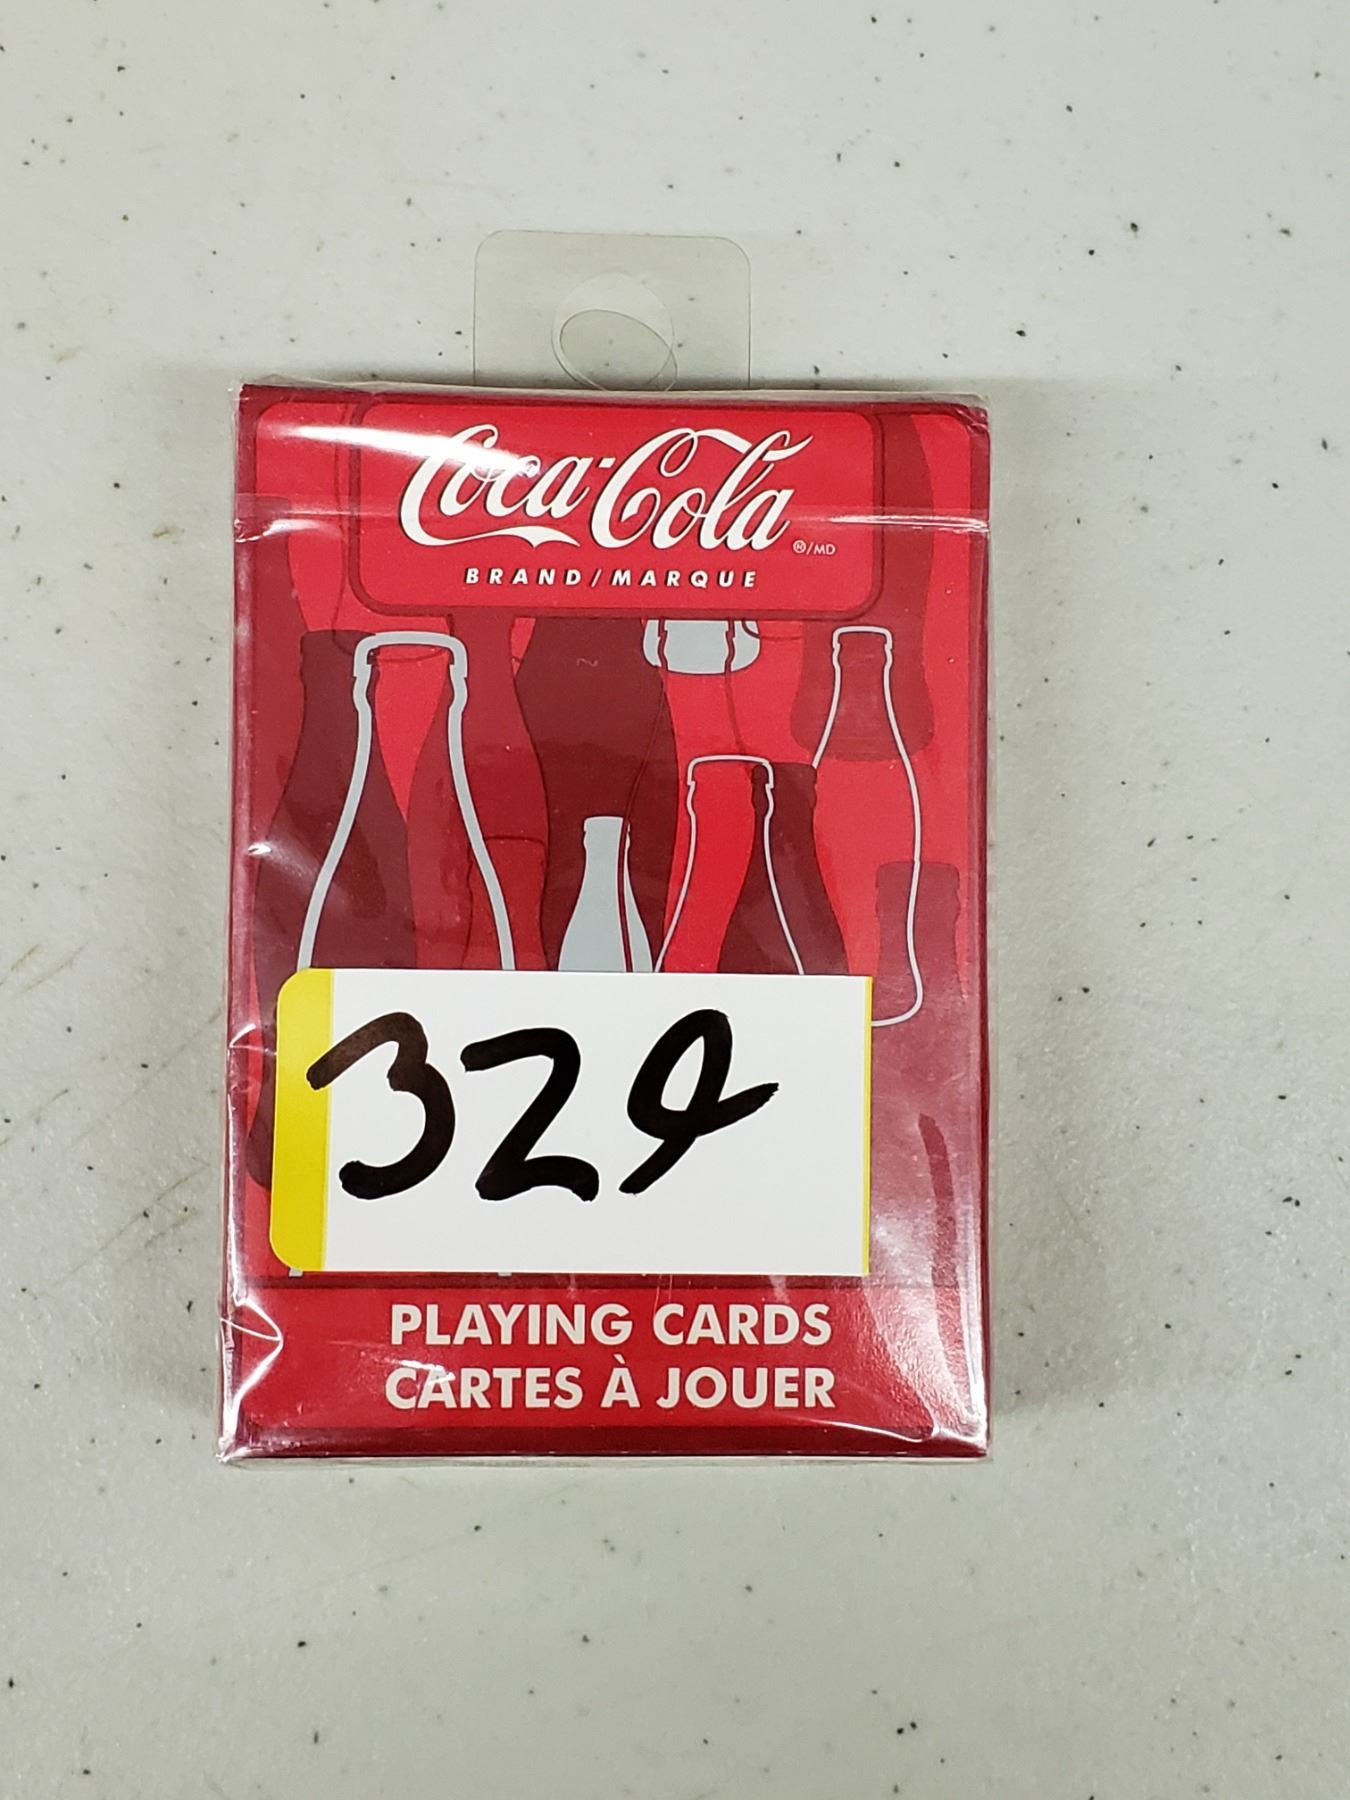 Coca-Cola
®/MD
BRAND/MARQUE
329
PLAYING CARDS
CARTES À JOUER